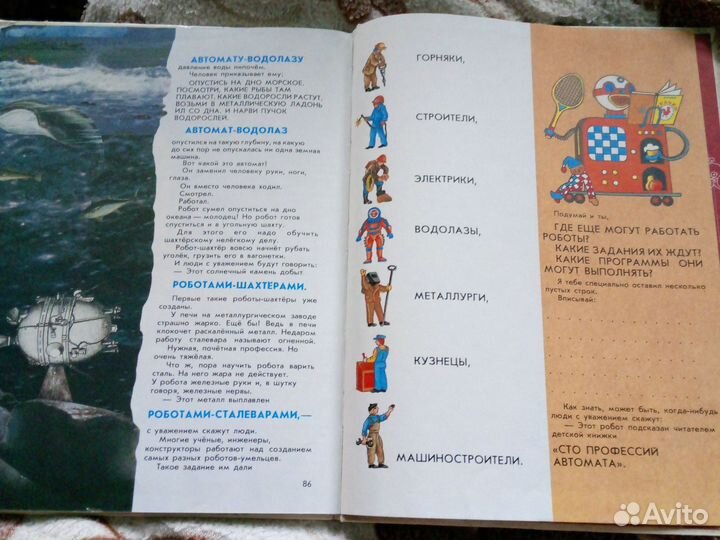 АВТОМАТУ-ВОДОЛАЗУ
давление воды нипочём.
Человек приказывает ему:
ОПУСТИСЬ НА ДНО МОРСКОЕ.
ПОСМОТРИ, КАКИЕ РЫБЫ ТАМ
ПЛАВАЮТ, КАКИЕ ВОДОРОСЛИ РАСТУТ,
ВОЗЬМИ В МЕТАЛЛИЧЕСКУЮ ЛАДОНЬ
ИЛ СО ДНА. И НАРВИ ПУЧОК
ВОДОРОСЛЕЙ.
АВТОМАТ-ВОДОЛАЗ
опустился на такую глубину, на какую
до сих пор не опускалась ни одна земная
машина.
Вот какой это автомат!
Он заменил человеку руки, ноги,
глаза.
Он вместо человека ходил.
Смотрел.
Работал.
Робот сумел опуститься на дно
океана — молодец! Но робот готов
спуститься и в угольную шахту.
Для этого его надо обучить
шахтёрскому нелёгкому делу.
Робот-шахтёр вовсю начнёт рубать
уголёк, грузить его в вагонетки.
И люди с уважением будут говорить:
— Этот солнечный камень добыт
РОБОТАМИ-ШАХТЕРАМИ.
Первые такие роботы-шахтёры уже
созданы.
У печи на металлургическом заводе
страшно жарко. Ещё бы! Ведь в печи
клокочет раскалённый металл. Недаром
работу сталевара называют огненной.
Нужная, почётная профессия. Но
очень тяжёлая.
Что ж, пора научить робота варить
сталь. На него жара не действует.
У робота железные руки и, в шутку
говоря, железные нервы.
— Этот металл выплавлен
РОБОТАМИ-СТАЛЕВАРАМИ,—
с уважением скажут люди.
Многие учёные, инженеры,
конструкторы работают над созданием
самых разных роботов-умельцев.
Такое задание им дали
86
ГОРНЯКИ,
СТРОИТЕЛИ,
ЭЛЕКТРИКИ,
ВОДОЛАЗЫ,
МЕТАЛЛУРГИ,
КУЗНЕЦЫ,
МАШИНОСТРОИТЕЛИ.
Подумай и ты,
ГДЕ ЕЩЕ МОГУТ РАБОТАТЬ
РОБОТЫ?
КАКИЕ ЗАДАНИЯ ИХ ЖДУТ?
КАКИЕ ПРОГРАММЫ ОНИ
МОГУТ ВЫПОЛНЯТЬ?
Я тебе специально оставил несколько
пустых строк.
Вписывай:
Как знать, может быть, когда-нибудь
люди с уважением скажут:
— Этот робот подсказан читателем
детской книжки
«СТО ПРОФЕССИЙ
АВТОМАТА».
Avito